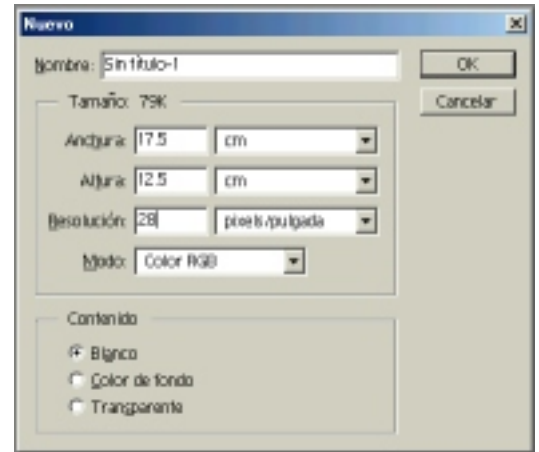 Nuevo
Nombre: Sin título-1
OK
Tamaño: 79K
Cancelar
Anchura: 17.5 cm
Altura: 12.5 cm
Resolución: 28 pixels/pulgada
Modo: Color RGB
Contenido
Blanco
Color de fondo
Transparente